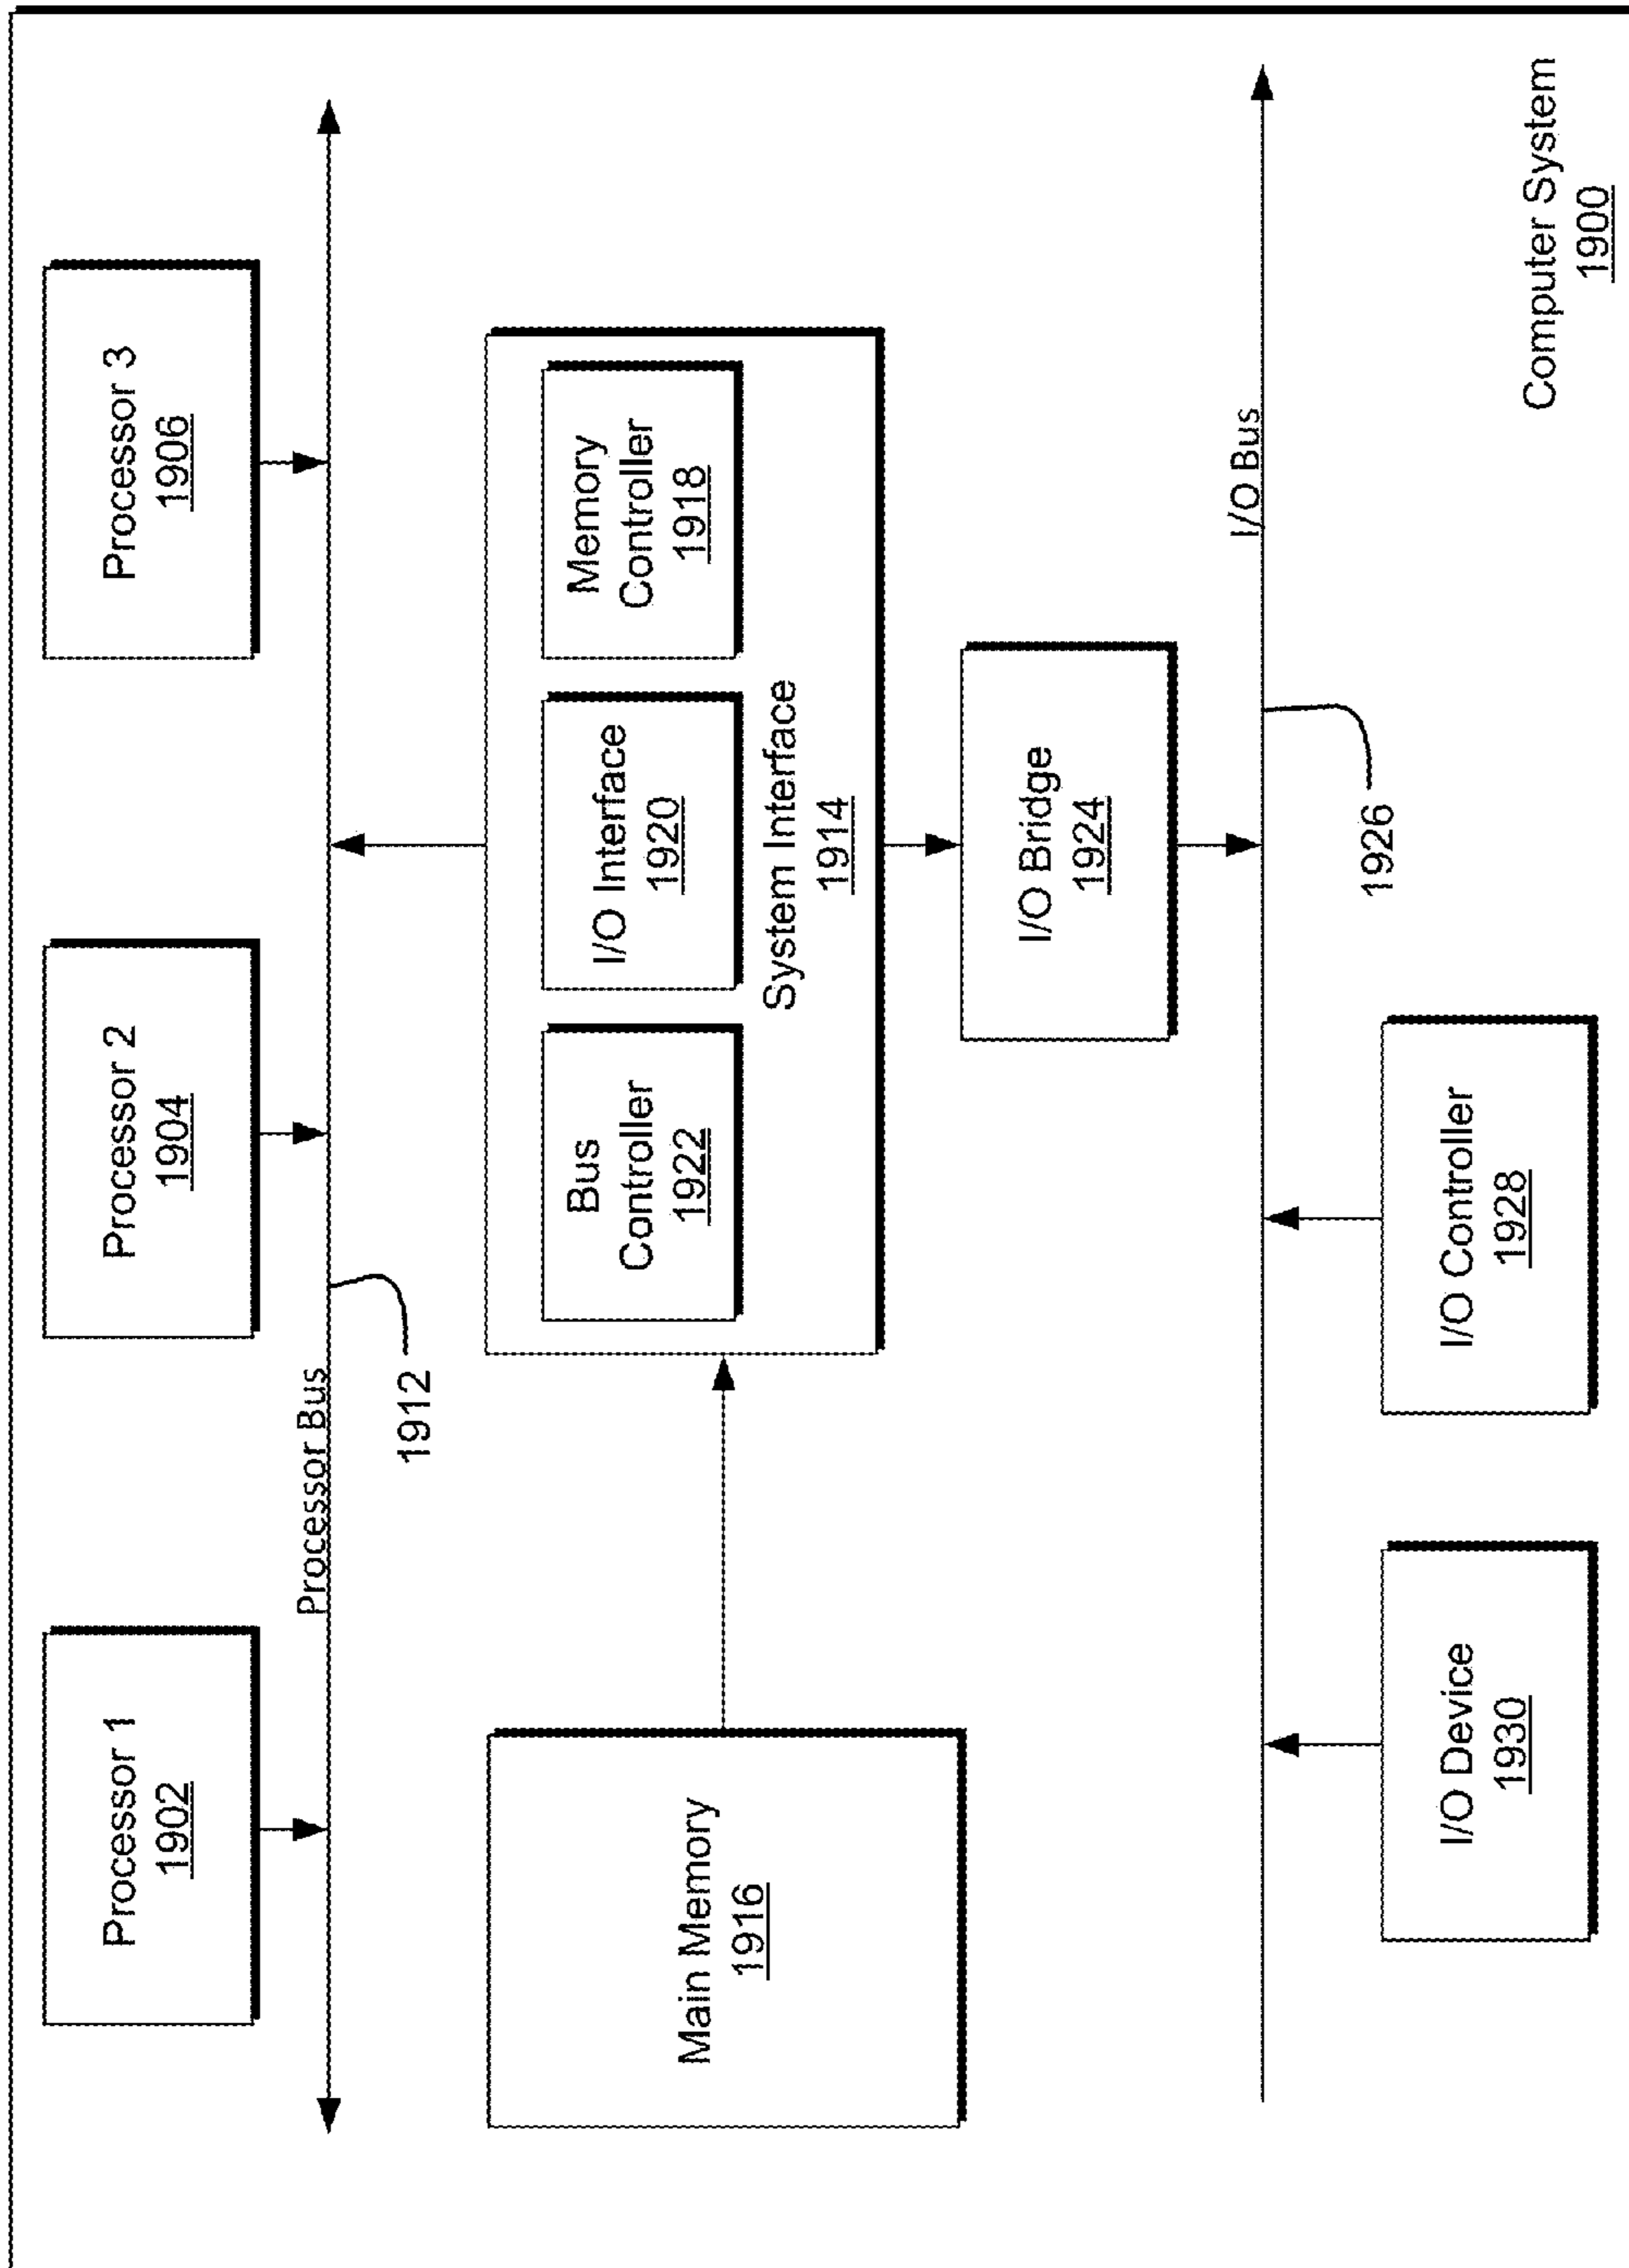 Processor 1
1902
Processor 2
1904
Processor 3
1906
Processor Bus
1912
Main Memory
1916
Bus
Controller
1922
I/O Interface
1920
Memory
Controller
1918
System Interface
1914
I/O Bridge
1924
I/O Bus
1926
I/O Device
1930
I/O Controller
1928
Computer System
1900